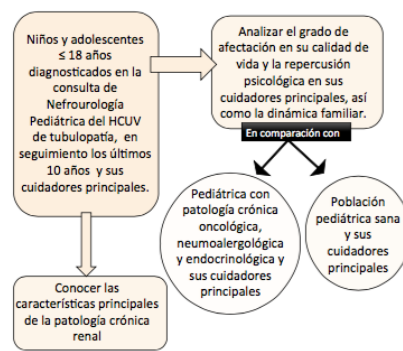 Niños y adolescentes
≤ 18 años
diagnosticados en la
consulta de
Nefrourología
Pediátrica del HCUV
de tubulopatía, en
seguimiento los últimos
10 años y sus
cuidadores principales.
Analizar el grado de
afectación en su calidad de
vida y la repercusión
psicológica en sus
cuidadores principales, así
como la dinámica familiar.
En comparación con
Pediátrica con
patología crónica
oncológica,
neumoalergológica
y endocrinológica y
sus cuidadores
principales
Población
pediátrica sana
y sus
cuidadores
principales
Conocer las
características principales
de la patología crónica
renal